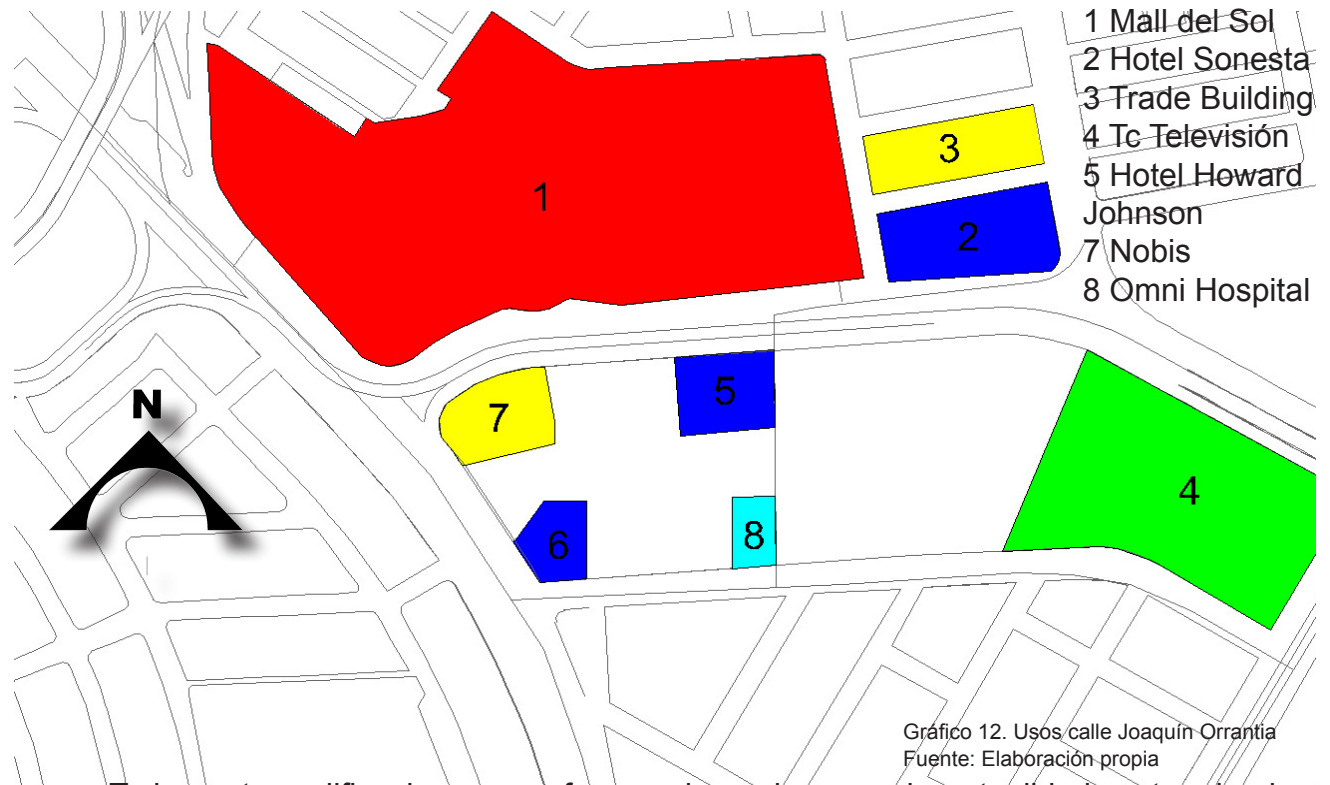 1 Mall del Sol
2 Hotel Sonesta
3 Trade Building
4 Tc Televisión
5 Hotel Howard
Johnson
7 Nobis
8 Omni Hospital
1
3
2
N
7
5
4
6
8
Gráfico 12. Usos calle Joaquín Orrantia
Fuente: Elaboración propia